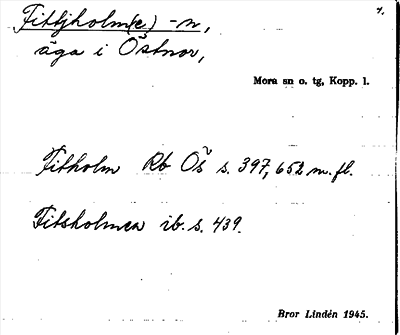 Fittjholm(e) -n,
7.
äga i Östnor,
Mora sn o. tg, Kopp. l.
Fitholm Rb Ös s. 397, 652 m. fl.
Fitsholmen ib. s. 439.
Bror Lindén 1945.